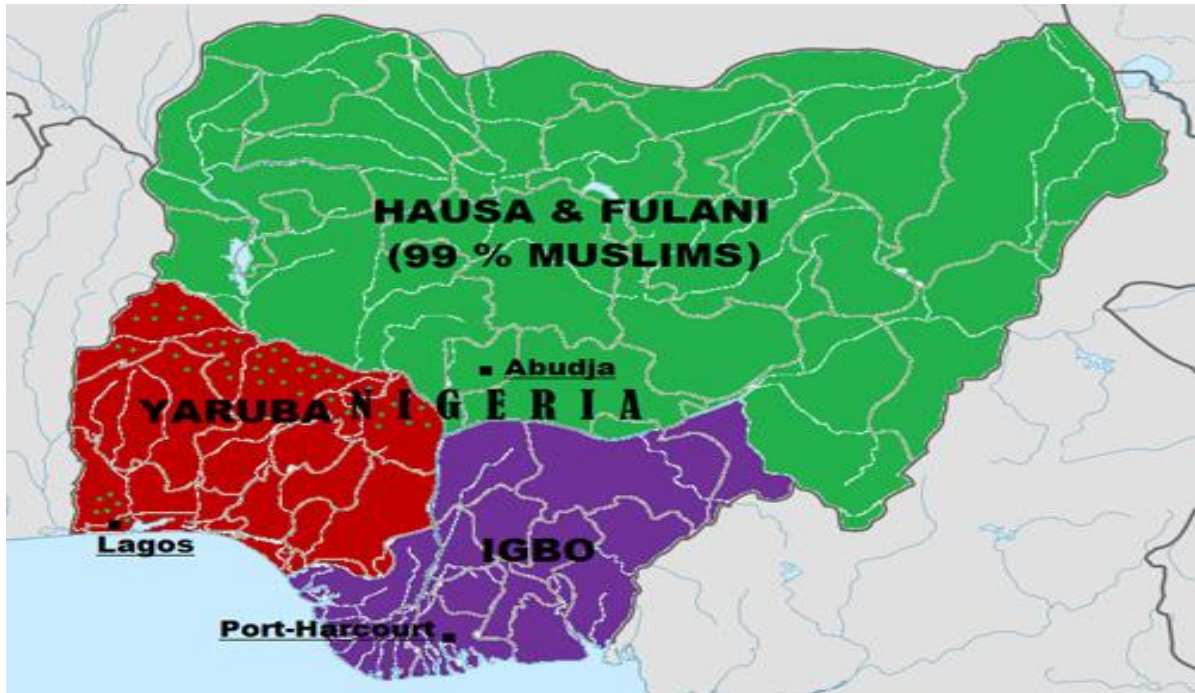 HAUSA & FULANI
(99 % MUSLIMS)
Abudja
YARUBA
NIGERIA
Lagos
IGBO
Port-Harcourt